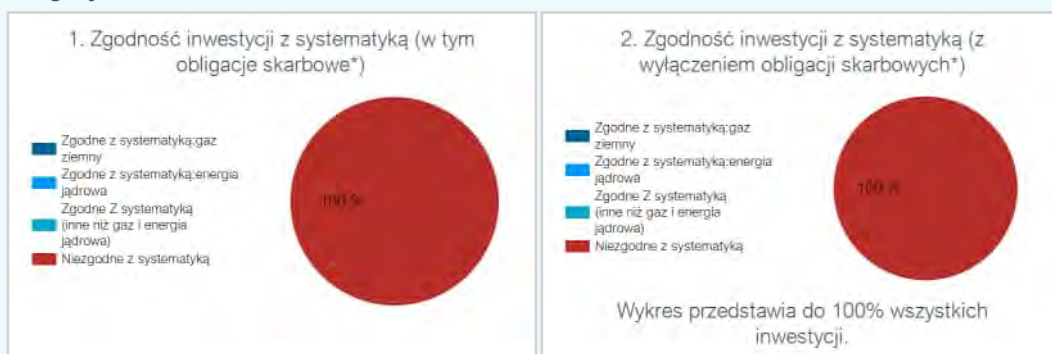 1. Zgodność inwestycji z systematyką (w tym
obligacje skarbowe*)
Zgodne z systematyką:gaz
ziemny
Zgodne z systematyką:energia
jądrowa
Zgodne Z systematyką
(inne niż gaz i energia
jądrowa)
Niezgodne z systematyką
100 %
2. Zgodność inwestycji z systematyką (z
wyłączeniem obligacji skarbowych*)
Zgodne z systematyką:gaz
ziemny
Zgodne z systematyką:energia
jądrowa
Zgodne Z systematyką
(inne niż gaz i energia
jądrowa)
Niezgodne z systematyką
100 %
Wykres przedstawia do 100% wszystkich
inwestycji.